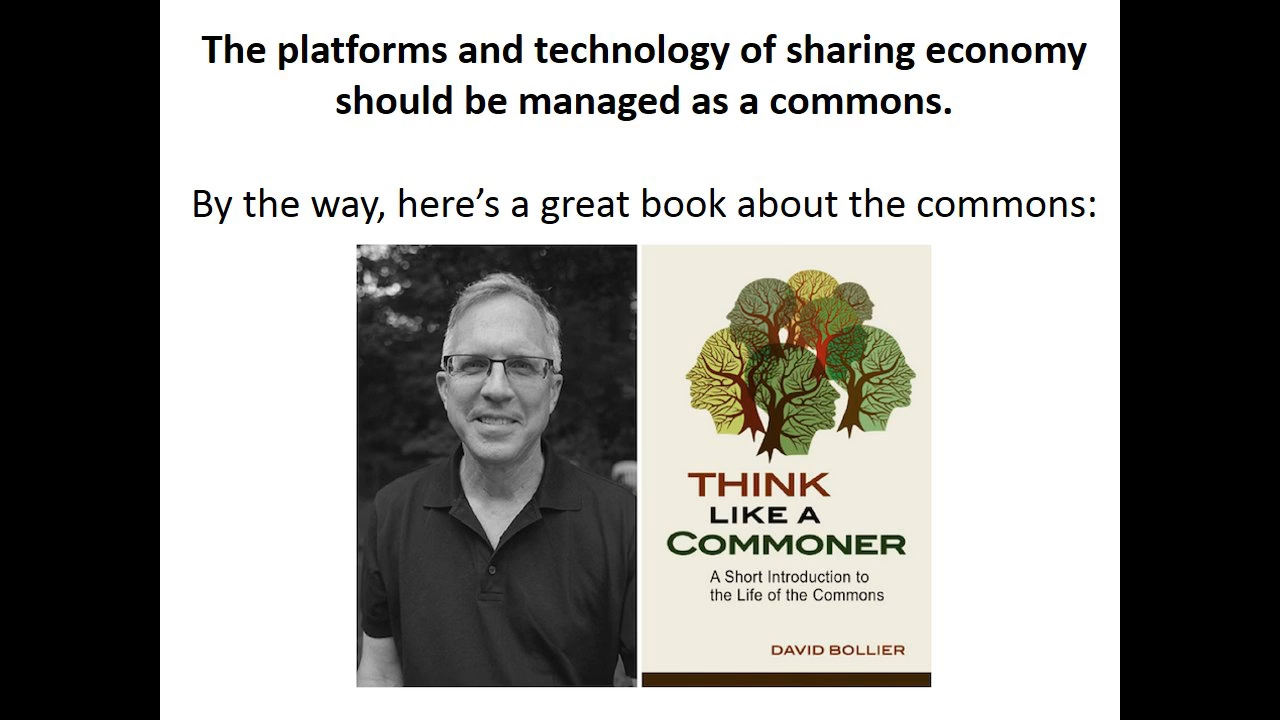 The platforms and technology of sharing economy
should be managed as a commons.
By the way, here’s a great book about the commons:
THINK
LIKE A
COMMONER
A Short Introduction to
the Life of the Commons
DAVID BOLLIER